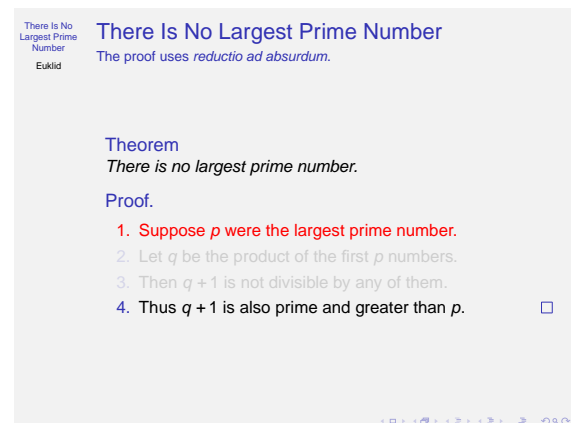 There Is No
Largest Prime
Number
Euklid
There Is No Largest Prime Number
The proof uses reductio ad absurdum.
Theorem
There is no largest prime number.
Proof.
1. Suppose p were the largest prime number.
2. Let q be the product of the first p numbers.
3. Then q + 1 is not divisible by any of them.
4. Thus q + 1 is also prime and greater than p.